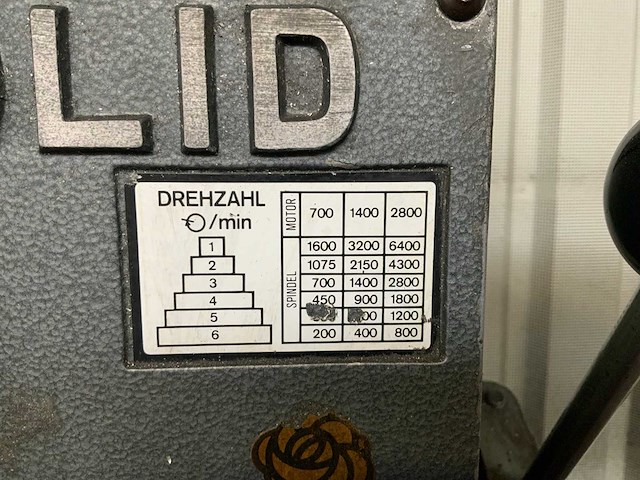 LID
DREHZAHL
/min
MOTOR 700 1400 2800
SPINDEL
1 1600 3200 6400
2 1075 2150 4300
3 700 1400 2800
4 450 900 1800
5 1200
6 200 400 800